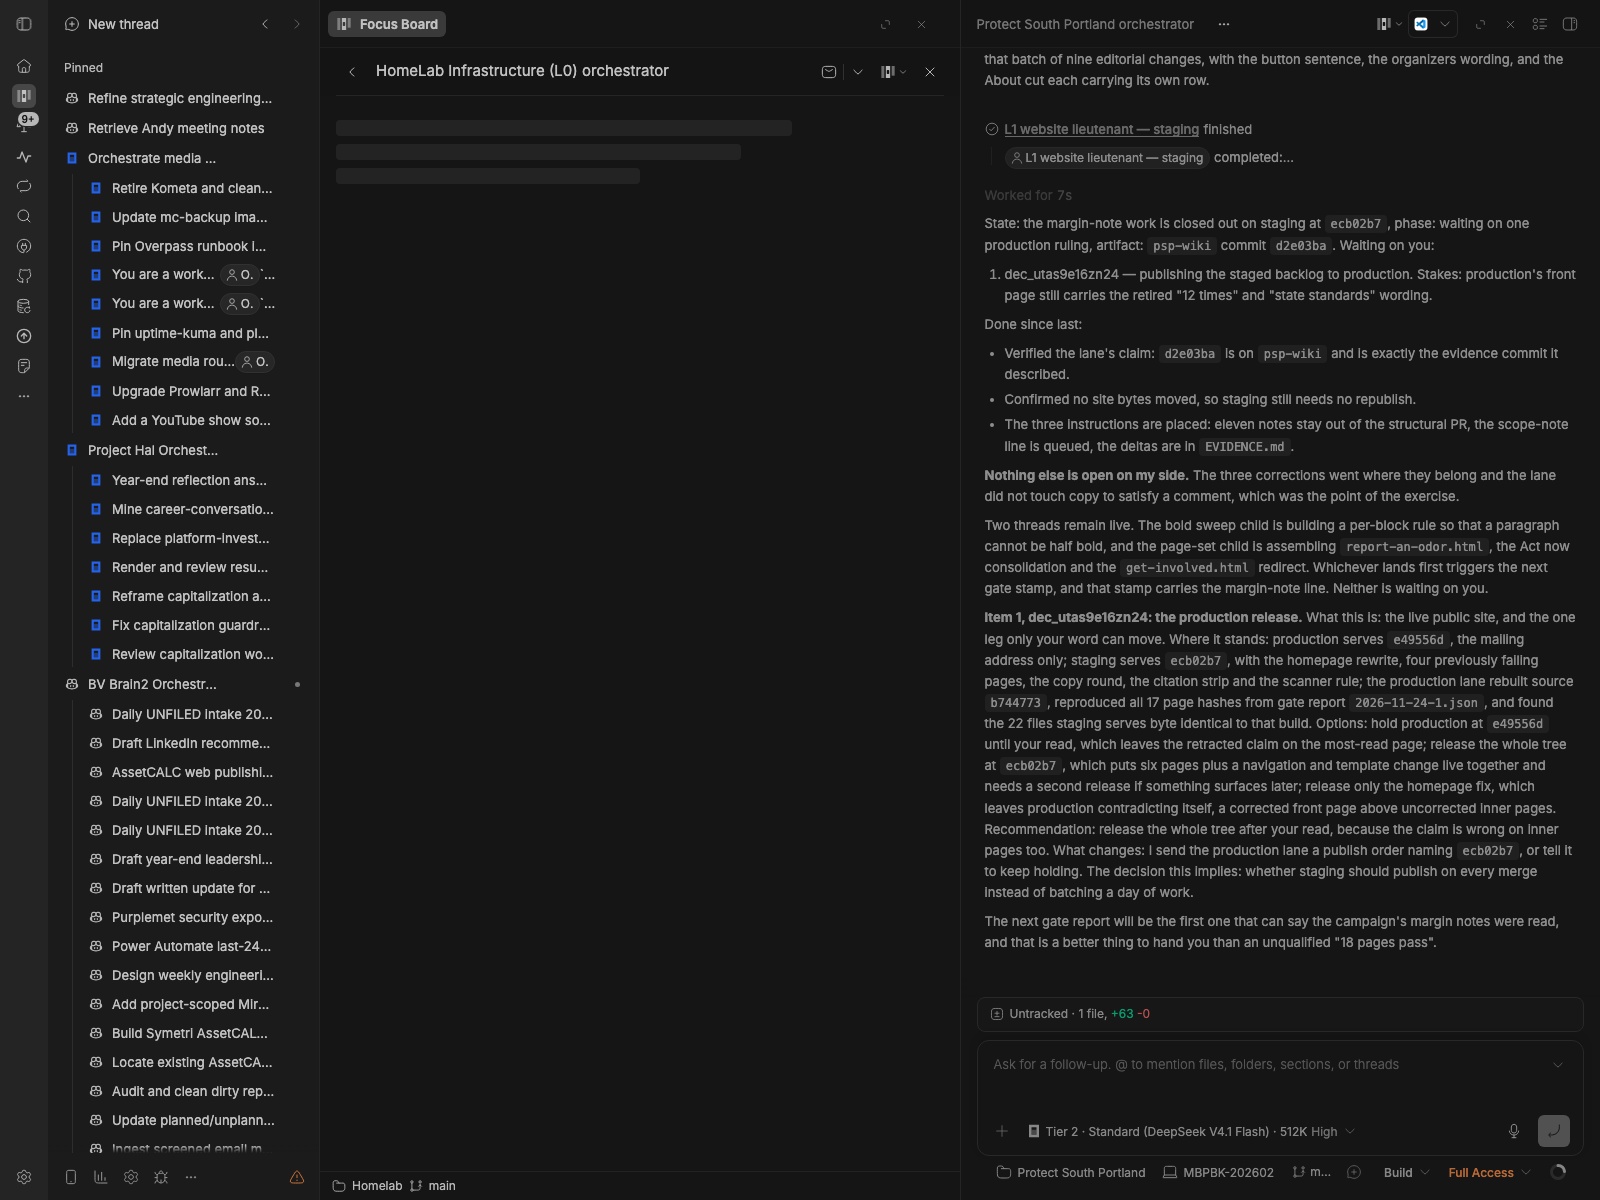 New thread
Pinned
Refine strategic engineering...
Retrieve Andy meeting notes
Orchestrate media ...
Retire Kometa and clean...
Update mc-backup ima...
Pin Overpass runbook i...
You are a work... O. `...
You are a work... O. `...
Pin uptime-kuma and pl...
Migrate media rou... O.
Upgrade Prowlarr and R...
Add a YouTube show so...
Project Hal Orchest...
Year-end reflection ans...
Mine career-conversatio...
Replace platform-invest...
Render and review resu...
Reframe capitalization a...
Fix capitalization guardr...
Review capitalization wo...
BV Brain2 Orchestr...
Daily UNFILED intake 20...
Draft LinkedIn recomme...
AssetCALC web publishi...
Daily UNFILED intake 20...
Daily UNFILED intake 20...
Draft year-end leadershi...
Draft written update for ...
Purplemet security expo...
Power Automate last-24...
Design weekly engineeri...
Add project-scoped Mir...
Build Symetri AssetCAL...
Locate existing AssetCA...
Audit and clean dirty rep...
Update planned/unplann...
Ingest screened email m...
9+
Focus Board
HomeLab Infrastructure (L0) orchestrator
Homelab main
Protect South Portland orchestrator
that batch of nine editorial changes, with the button sentence, the organizers wording, and the
About cut each carrying its own row.
L1 website lieutenant — staging finished
L1 website lieutenant — staging completed:...
Worked for 7s
State: the margin-note work is closed out on staging at ecb02b7, phase: waiting on one
production ruling, artifact: psp-wiki commit d2e03ba. Waiting on you:
1. dec_utas9e16zn24 — publishing the staged backlog to production. Stakes: production's front
page still carries the retired "12 times" and "state standards" wording.
Done since last:
• Verified the lane's claim: d2e03ba is on psp-wiki and is exactly the evidence commit it
described.
• Confirmed no site bytes moved, so staging still needs no republish.
• The three instructions are placed: eleven notes stay out of the structural PR, the scope-note
line is queued, the deltas are in EVIDENCE.md.
Nothing else is open on my side. The three corrections went where they belong and the lane
did not touch copy to satisfy a comment, which was the point of the exercise.
Two threads remain live. The bold sweep child is building a per-block rule so that a paragraph
cannot be half bold, and the page-set child is assembling report-an-odor.html, the Act now
consolidation and the get-involved.html redirect. Whichever lands first triggers the next
gate stamp, and that stamp carries the margin-note line. Neither is waiting on you.
Item 1, dec_utas9e16zn24: the production release. What this is: the live public site, and the one
leg only your word can move. Where it stands: production serves e49556d, the mailing
address only; staging serves ecb02b7, with the homepage rewrite, four previously failing
pages, the copy round, the citation strip and the scanner rule; the production lane rebuilt source
b744773, reproduced all 17 page hashes from gate report 2026-11-24-1.json, and found
the 22 files staging serves byte identical to that build. Options: hold production at e49556d
until your read, which leaves the retracted claim on the most-read page; release the whole tree
at ecb02b7, which puts six pages plus a navigation and template change live together and
needs a second release if something surfaces later; release only the homepage fix, which
leaves production contradicting itself, a corrected front page above uncorrected inner pages.
Recommendation: release the whole tree after your read, because the claim is wrong on inner
pages too. What changes: I send the production lane a publish order naming ecb02b7, or tell it
to keep holding. The decision this implies: whether staging should publish on every merge
instead of batching a day of work.
The next gate report will be the first one that can say the campaign's margin notes were read,
and that is a better thing to hand you than an unqualified "18 pages pass".
Untracked · 1 file, +63 -0
Ask for a follow-up. @ to mention files, folders, sections, or threads
Tier 2 · Standard (DeepSeek V4.1 Flash) · 512K High
Protect South Portland MBPBK-202602 m... Build Full Access